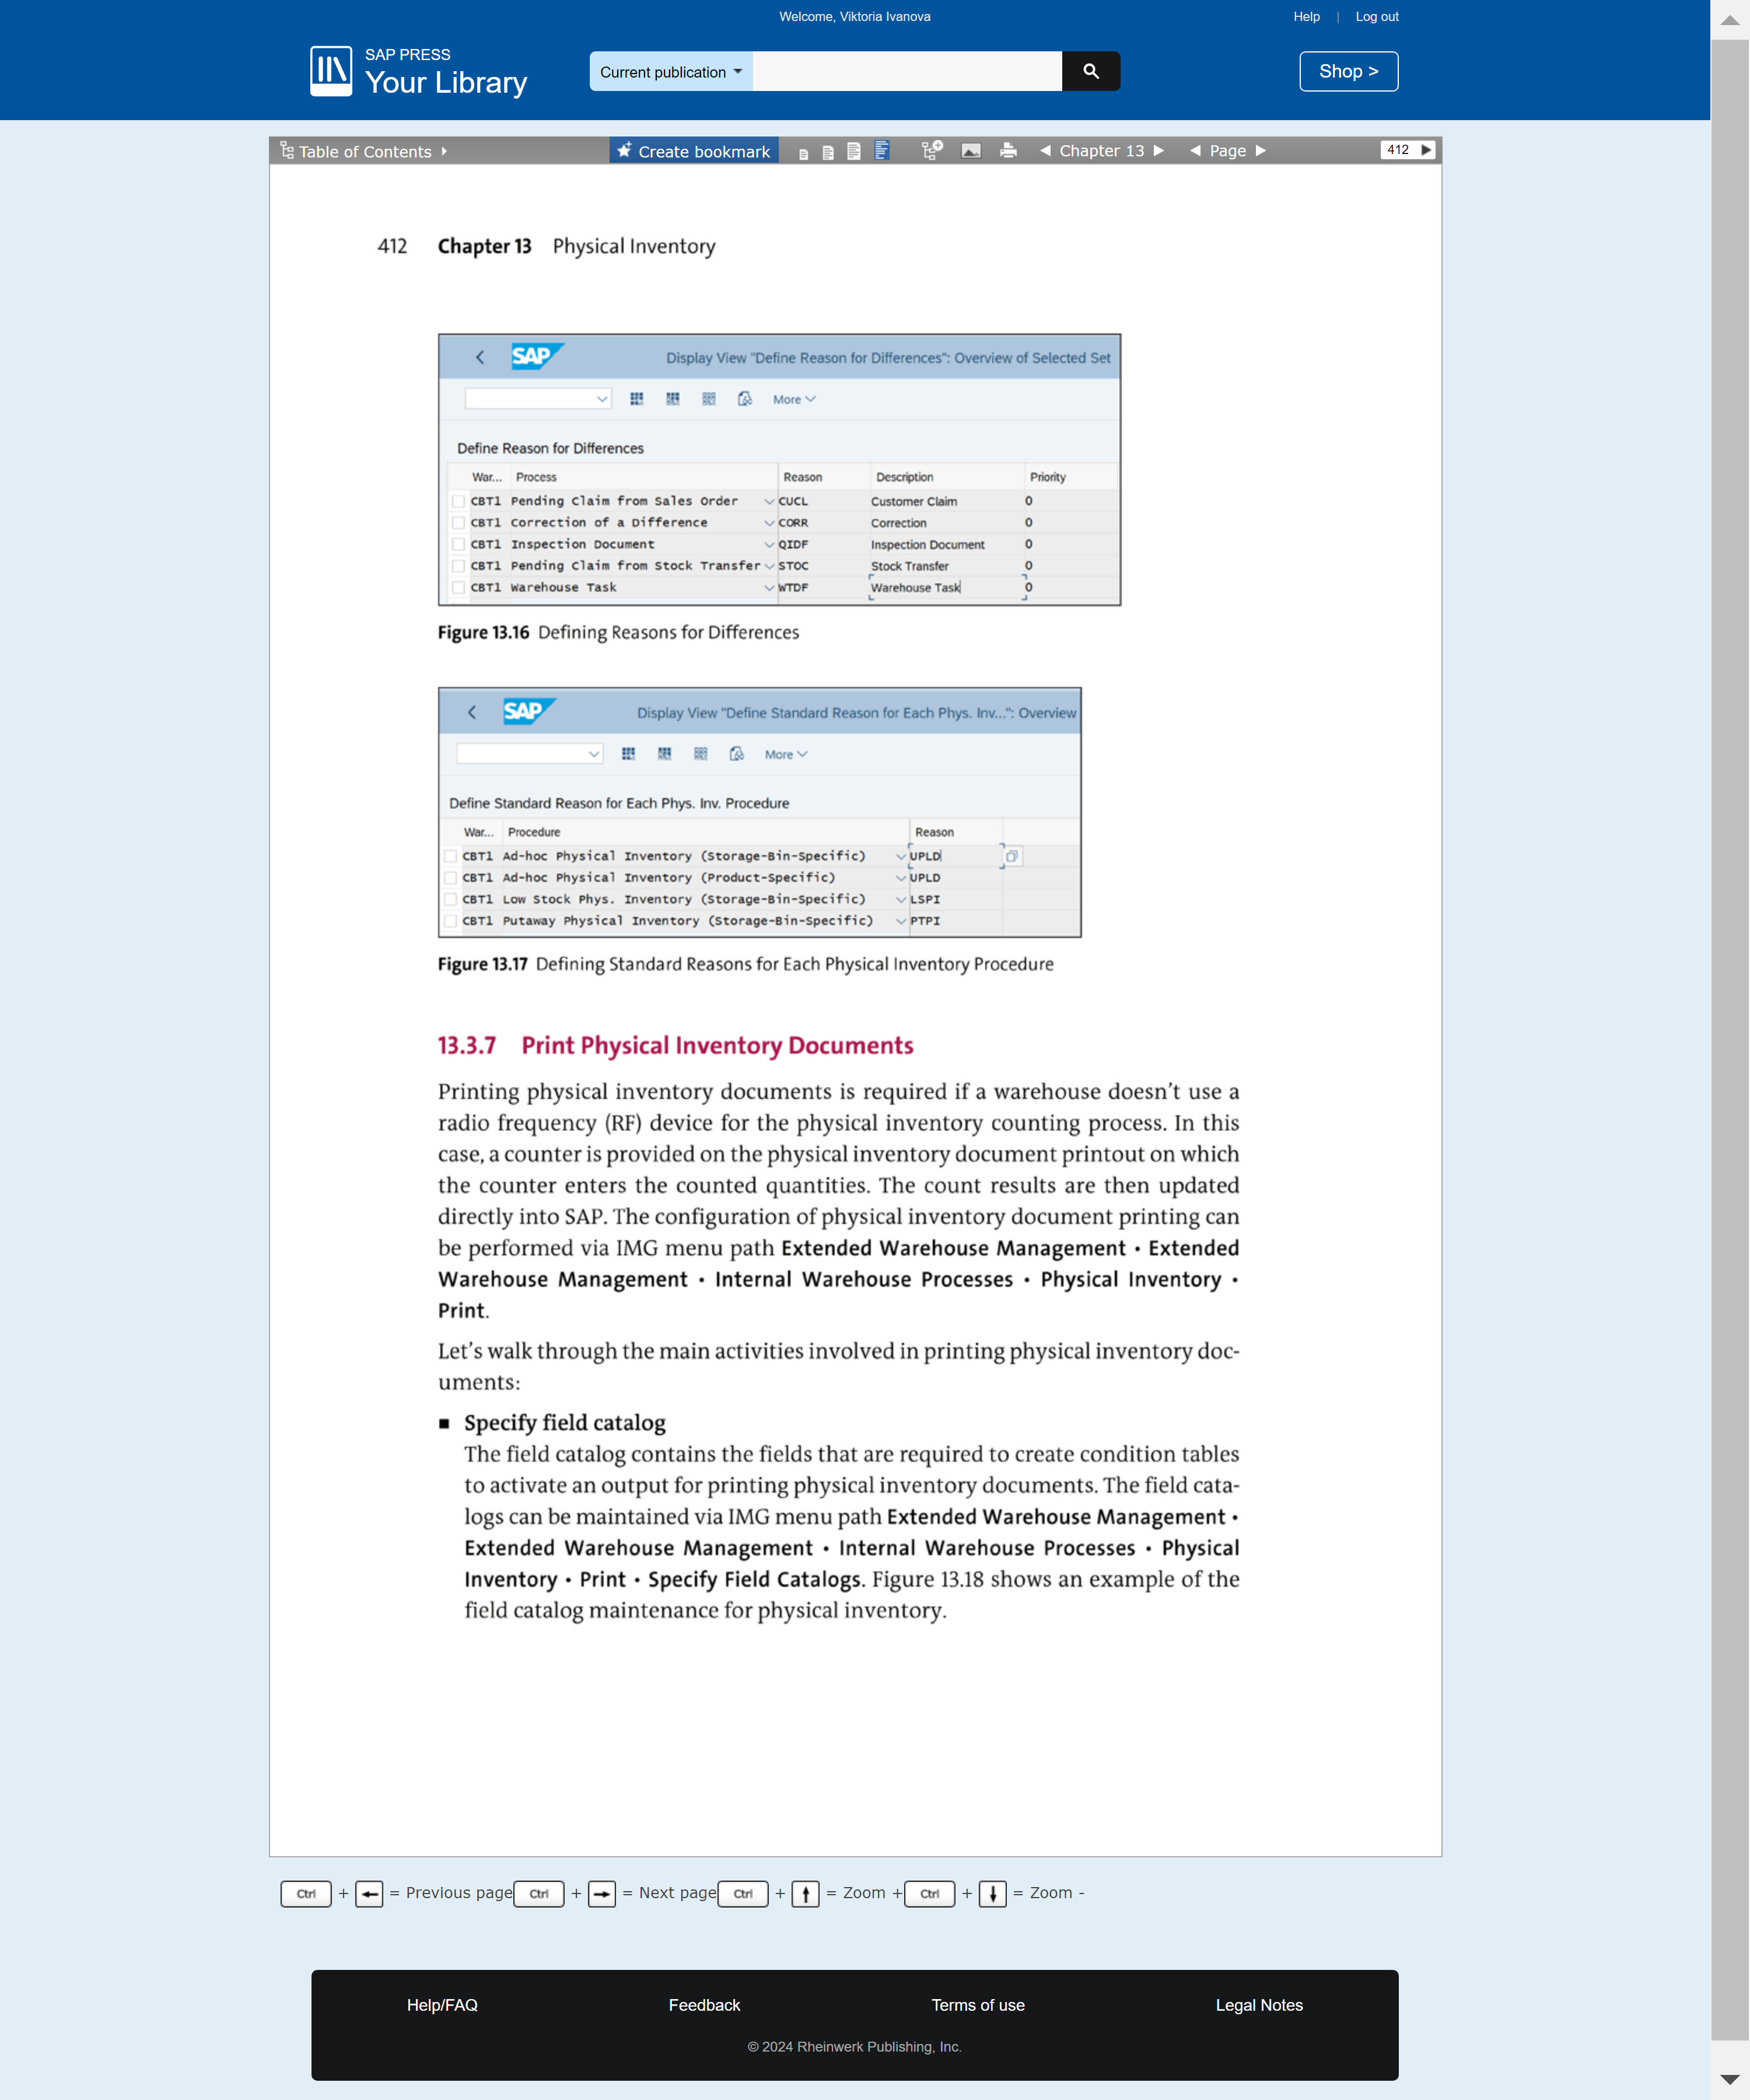 Welcome, Viktoria Ivanova
Help | Log out
SAP PRESS
Your Library
Current publication
Shop >
Table of Contents
Create bookmark
Chapter 13
Page
412
412 Chapter 13 Physical Inventory
SAP
Display View "Define Reason for Differences": Overview of Selected Set
More
Define Reason for Differences
War... Process Reason Description Priority
CBT1 Pending Claim from Sales Order CUCL Customer Claim 0
CBT1 Correction of a Difference CORR Correction 0
CBT1 Inspection Document QIDF Inspection Document 0
CBT1 Pending Claim from Stock Transfer STOC Stock Transfer 0
CBT1 Warehouse Task WTDF Warehouse Task 0
Figure 13.16 Defining Reasons for Differences
SAP
Display View "Define Standard Reason for Each Phys. Inv...": Overview
More
Define Standard Reason for Each Phys. Inv. Procedure
War... Procedure Reason
CBT1 Ad-hoc Physical Inventory (Storage-Bin-Specific) UPLD
CBT1 Ad-hoc Physical Inventory (Product-Specific) UPLD
CBT1 Low Stock Phys. Inventory (Storage-Bin-Specific) LSPI
CBT1 Putaway Physical Inventory (Storage-Bin-Specific) PTPI
Figure 13.17 Defining Standard Reasons for Each Physical Inventory Procedure
13.3.7 Print Physical Inventory Documents
Printing physical inventory documents is required if a warehouse doesn't use a
radio frequency (RF) device for the physical inventory counting process. In this
case, a counter is provided on the physical inventory document printout on which
the counter enters the counted quantities. The count results are then updated
directly into SAP. The configuration of physical inventory document printing can
be performed via IMG menu path Extended Warehouse Management • Extended
Warehouse Management • Internal Warehouse Processes • Physical Inventory •
Print.
Let's walk through the main activities involved in printing physical inventory doc-
uments:
■ Specify field catalog
The field catalog contains the fields that are required to create condition tables
to activate an output for printing physical inventory documents. The field cata-
logs can be maintained via IMG menu path Extended Warehouse Management •
Extended Warehouse Management • Internal Warehouse Processes • Physical
Inventory • Print • Specify Field Catalogs. Figure 13.18 shows an example of the
field catalog maintenance for physical inventory.
Ctrl + ← = Previous page Ctrl + → = Next page Ctrl + ↑ = Zoom + Ctrl + ↓ = Zoom -
Help/FAQ Feedback Terms of use Legal Notes
© 2024 Rheinwerk Publishing, Inc.